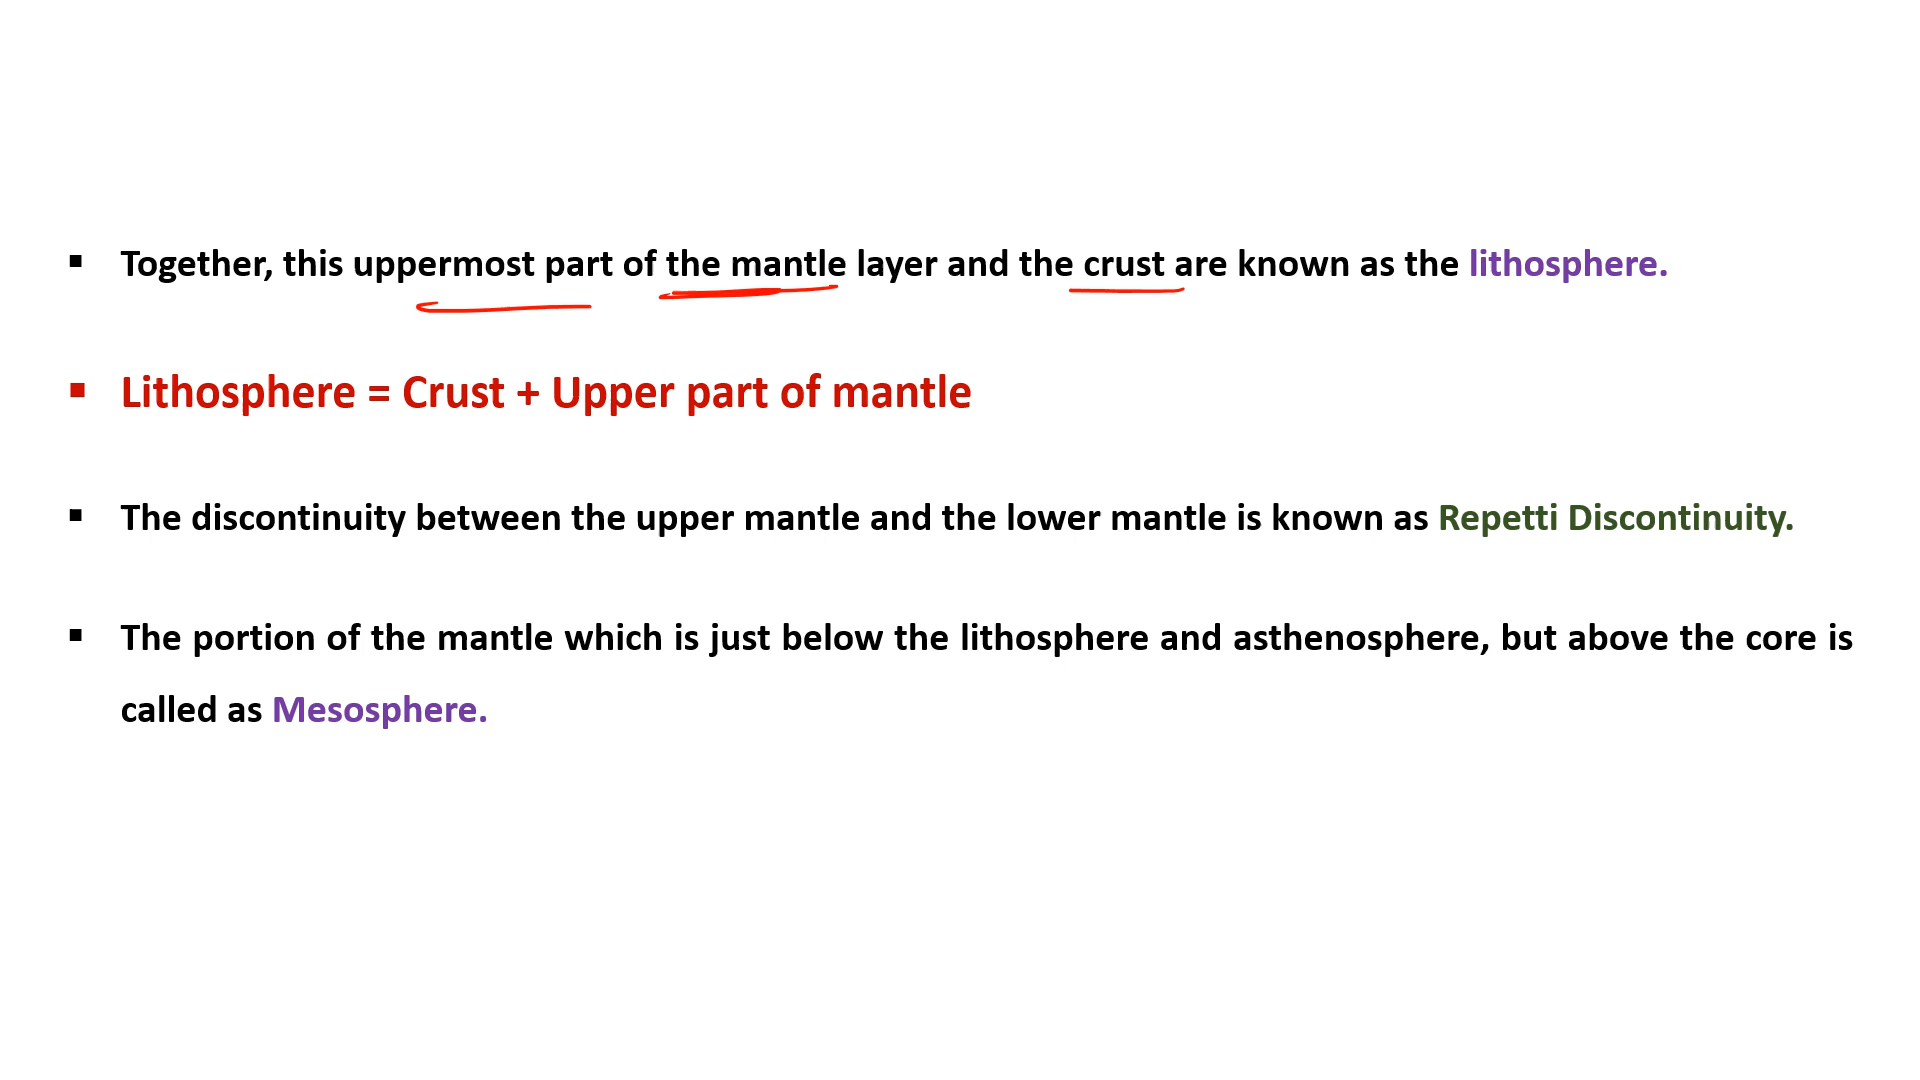 ▪ Together, this uppermost part of the mantle layer and the crust are known as the lithosphere.
▪ Lithosphere = Crust + Upper part of mantle
▪ The discontinuity between the upper mantle and the lower mantle is known as Repetti Discontinuity.
▪ The portion of the mantle which is just below the lithosphere and asthenosphere, but above the core is
called as Mesosphere.